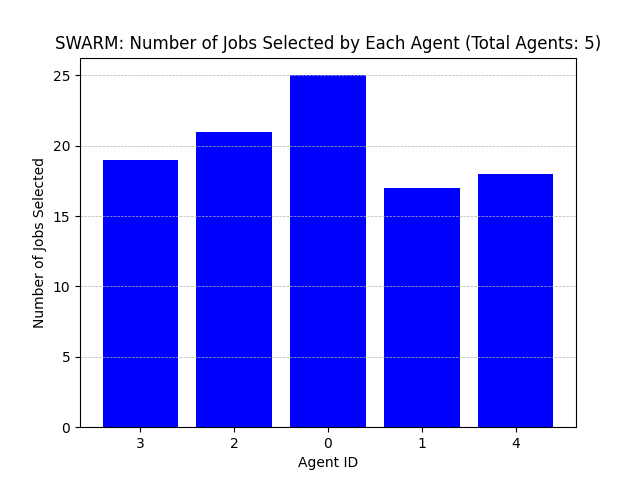 SWARM: Number of Jobs Selected by Each Agent (Total Agents: 5)
25
20
15
10
5
0
Number of Jobs Selected
3 2 0 1 4
Agent ID